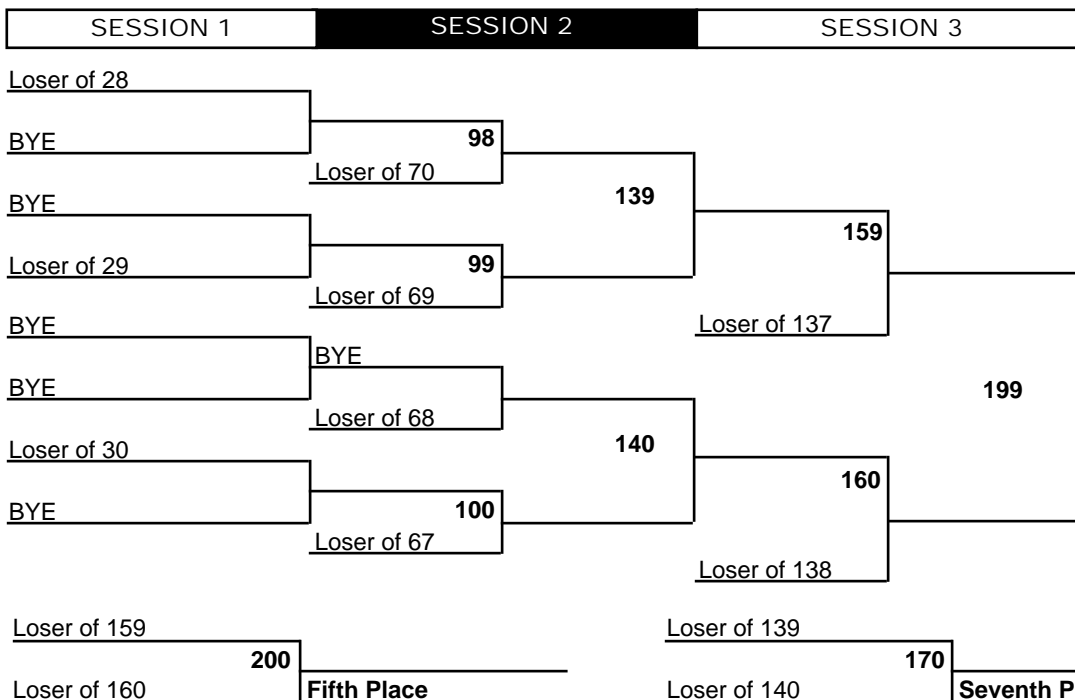 SESSION 1 SESSION 2 SESSION 3
Loser of 28
BYE 98
Loser of 70
139
BYE
159
Loser of 29 99
Loser of 69
BYE Loser of 137
BYE
BYE 199
Loser of 68
140
Loser of 30
160
BYE 100
Loser of 67
Loser of 138
Loser of 159 Loser of 139
200 170
Loser of 160 Fifth Place Loser of 140 Seventh P